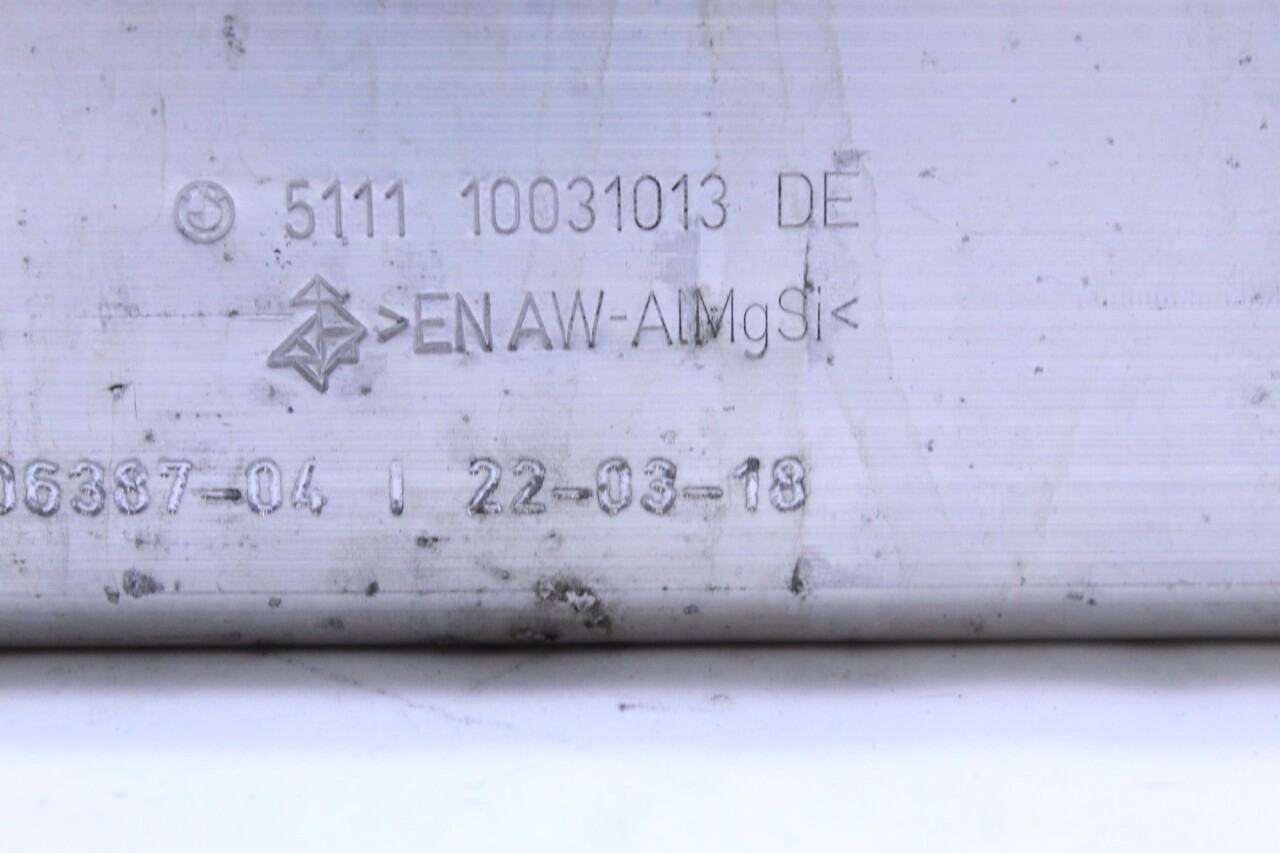 5111 10031013 DE
>EN AW-AlMgSi<
06387-04 | 22-03-18